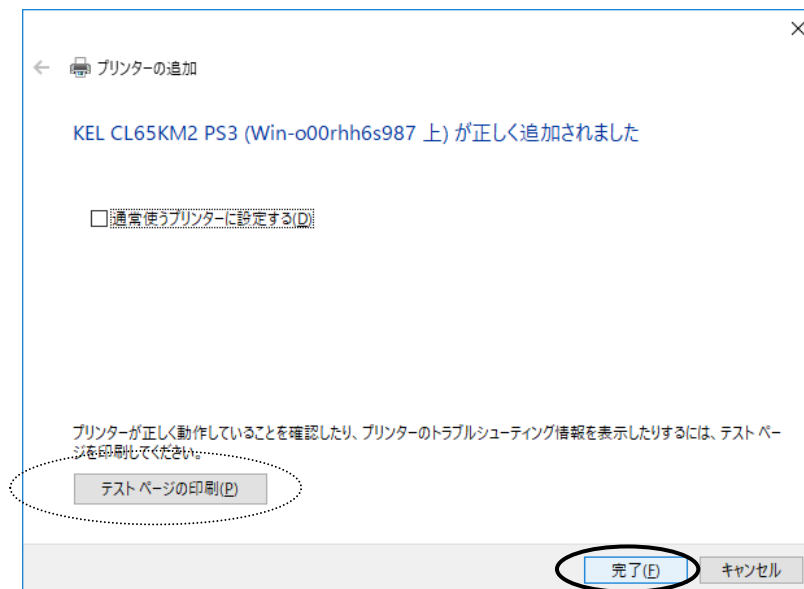 プリンターの追加
KEL CL65KM2 PS3 (Win-o00rhh6s987 上) が正しく追加されました
通常使うプリンターに設定する(D)
プリンターが正しく動作していることを確認したり、プリンターのトラブルシューティング情報を表示したりするには、テスト ペー
ジを印刷してください。
テスト ページの印刷(P)
完了(F) キャンセル